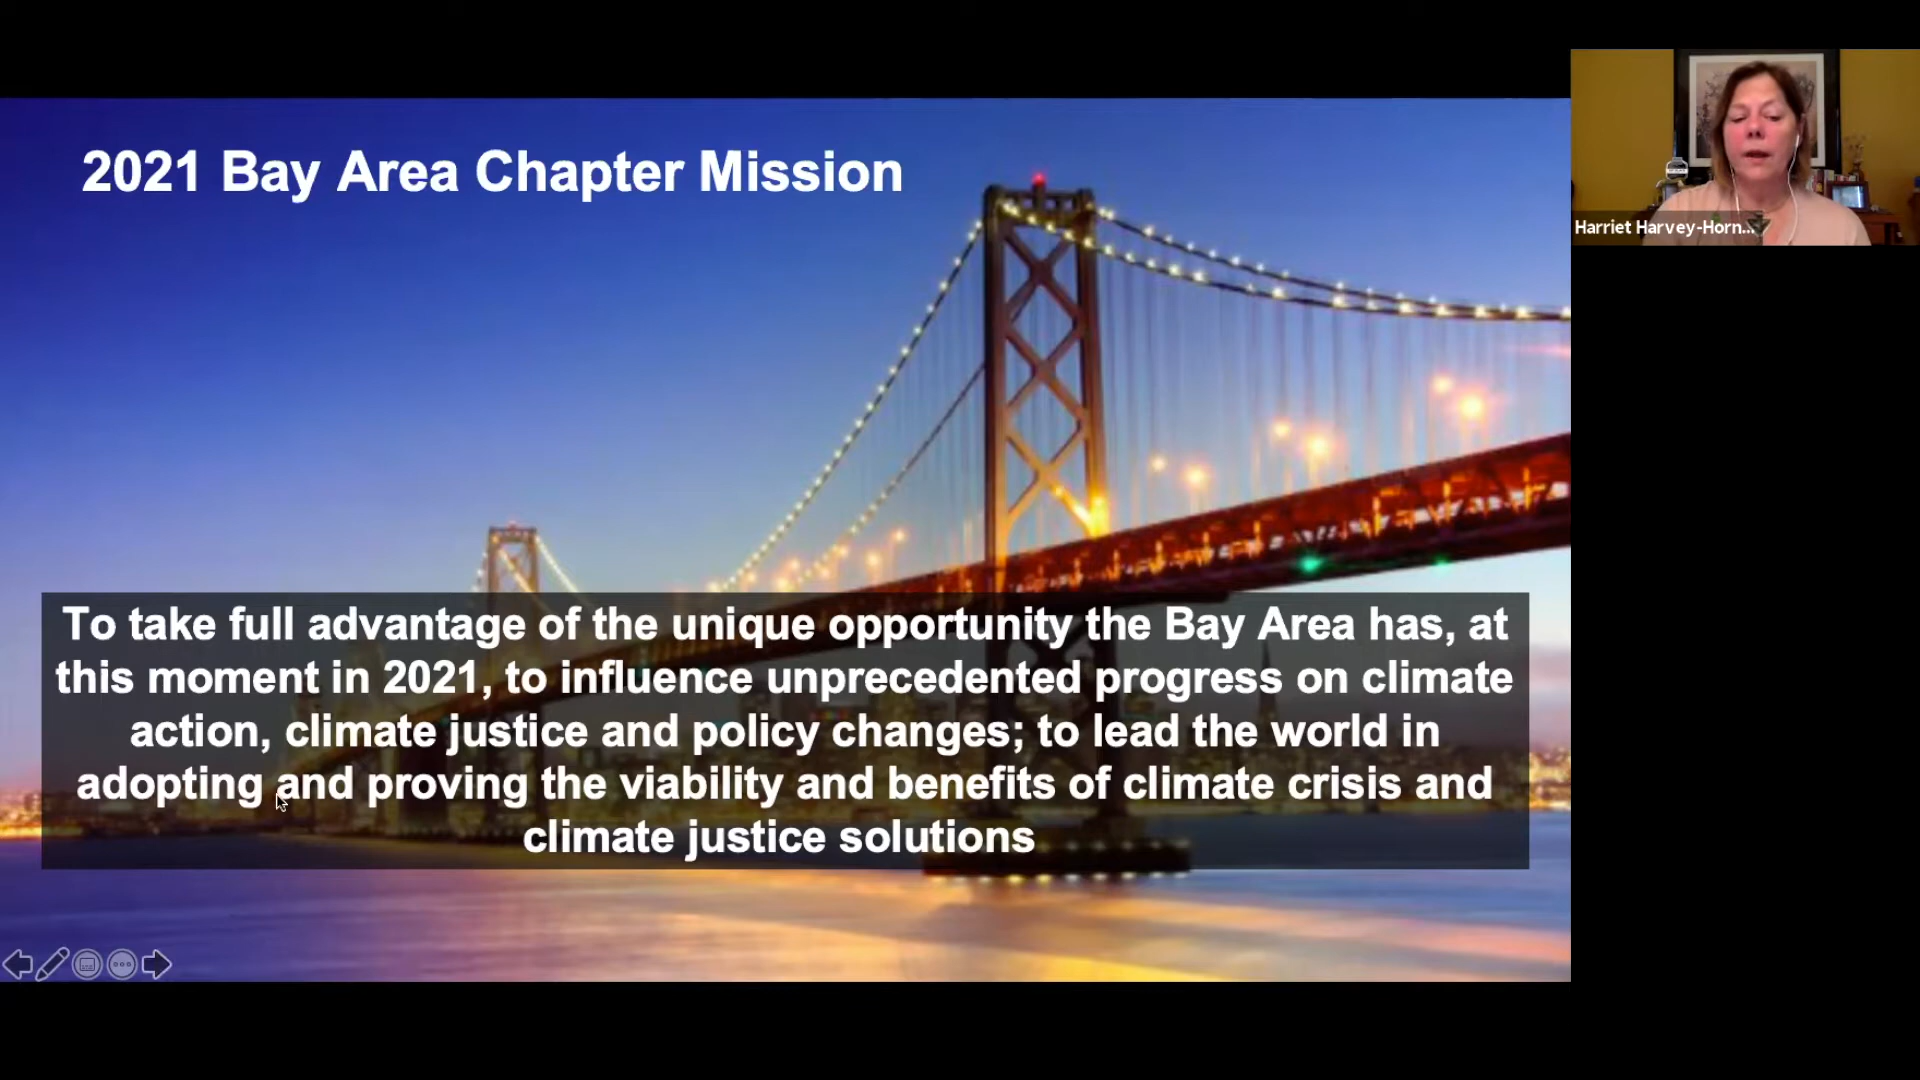 2021 Bay Area Chapter Mission
To take full advantage of the unique opportunity the Bay Area has, at
this moment in 2021, to influence unprecedented progress on climate
action, climate justice and policy changes; to lead the world in
adopting and proving the viability and benefits of climate crisis and
climate justice solutions
Harriet Harvey-Horn...